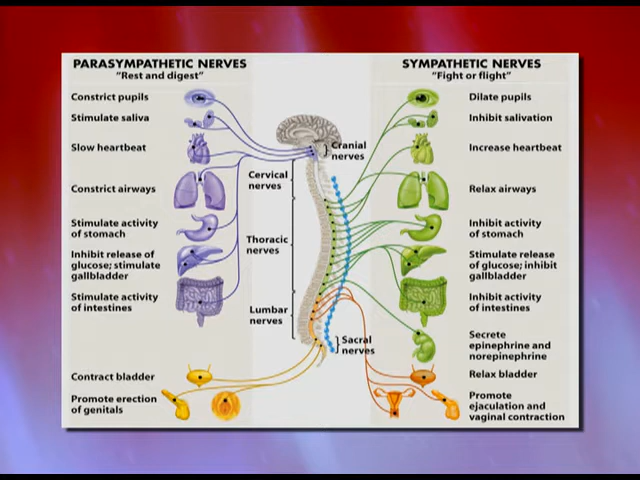 PARASYMPATHETIC NERVES
"Rest and digest"
Constrict pupils
Stimulate saliva
Slow heartbeat
Constrict airways
Stimulate activity
of stomach
Inhibit release of
glucose; stimulate
gallbladder
Stimulate activity
of intestines
Contract bladder
Promote erection
of genitals
Cranial
nerves
Cervical
nerves
Thoracic
nerves
Lumbar
nerves
Sacral
nerves
SYMPATHETIC NERVES
"Fight or flight"
Dilate pupils
Inhibit salivation
Increase heartbeat
Relax airways
Inhibit activity
of stomach
Stimulate release
of glucose; inhibit
gallbladder
Inhibit activity
of intestines
Secrete
epinephrine and
norepinephrine
Relax bladder
Promote
ejaculation and
vaginal contraction